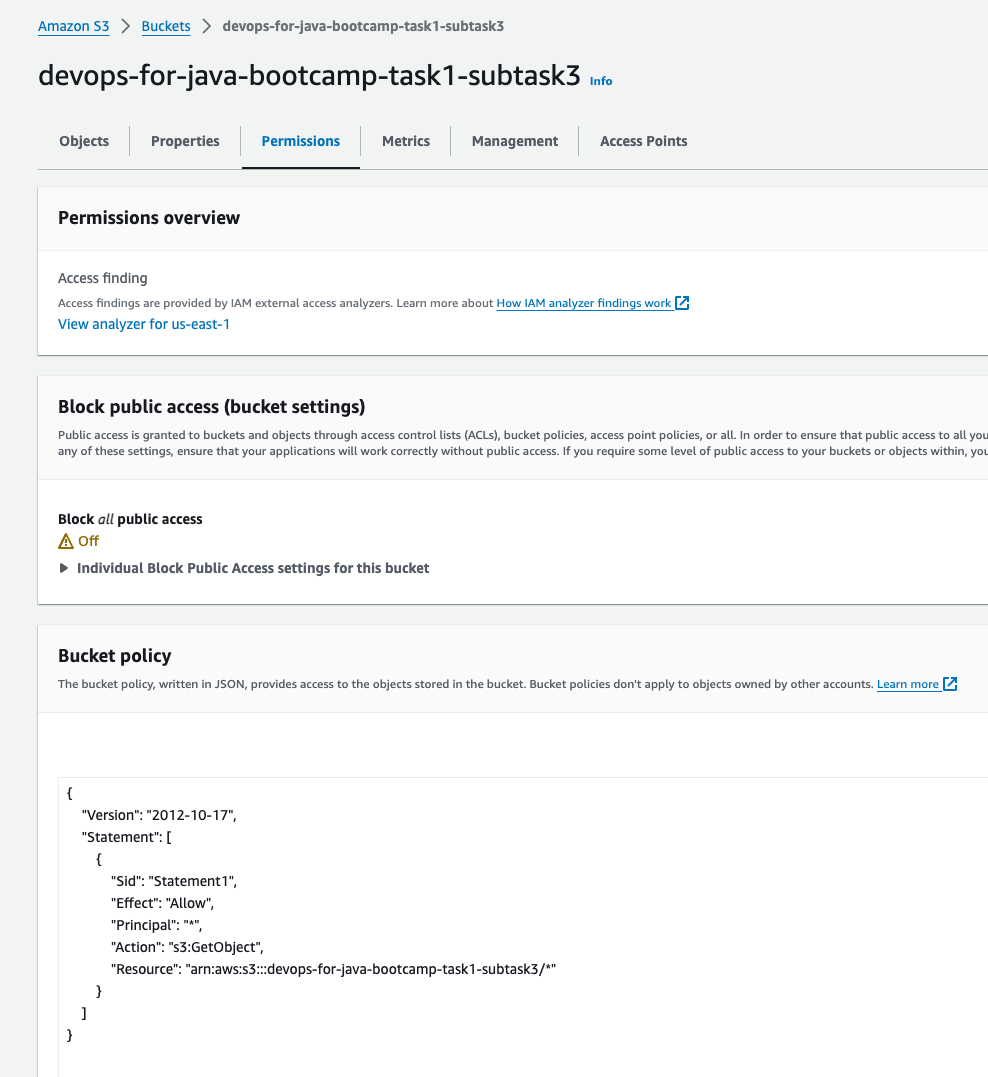 Amazon S3 > Buckets > devops-for-java-bootcamp-task1-subtask3
devops-for-java-bootcamp-task1-subtask3 Info
Objects Properties Permissions Metrics Management Access Points
Permissions overview
Access finding
Access findings are provided by IAM external access analyzers. Learn more about How IAM analyzer findings work
View analyzer for us-east-1
Block public access (bucket settings)
Public access is granted to buckets and objects through access control lists (ACLs), bucket policies, access point policies, or all. In order to ensure that public access to all you
any of these settings, ensure that your applications will work correctly without public access. If you require some level of public access to your buckets or objects within, you
Block all public access
Off
Individual Block Public Access settings for this bucket
Bucket policy
The bucket policy, written in JSON, provides access to the objects stored in the bucket. Bucket policies don't apply to objects owned by other accounts. Learn more
{
"Version": "2012-10-17",
"Statement": [
{
"Sid": "Statement1",
"Effect": "Allow",
"Principal": "*",
"Action": "s3:GetObject",
"Resource": "arn:aws:s3:::devops-for-java-bootcamp-task1-subtask3/*"
}
]
}